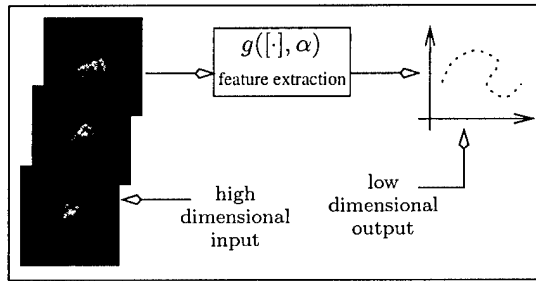 g([·], α)
feature extraction
high
dimensional
input
low
dimensional
output